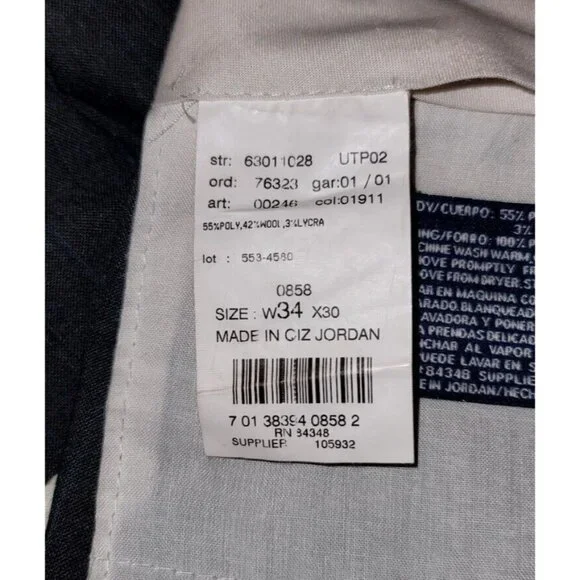 str: 63011028 UTP02
ord: 76323 gar:01 / 01
art: 00246 col:01911
55%POLY,42%WOOL,3%LYCRA
lot : 553-4580
0858
SIZE : W34 X30
MADE IN CIZ JORDAN
7 01 38394 0858 2
RN 84348
SUPPLIER 105932
DY/CUERPO: 55% P
3%
ING/FORRO: 100% P
CHINE WASH WARM,
OVE PROMPTLY FR
OVE FROM DRYER. ST
AR EN MAQUINA CO
ARADO. BLANQUEAD
AVADORA Y PONER
A PRENDAS DELICAD
NCHAR AL VAPOR
UEDE LAVAR EN S
84348 SUPPLIE
E IN JORDAN/HECH